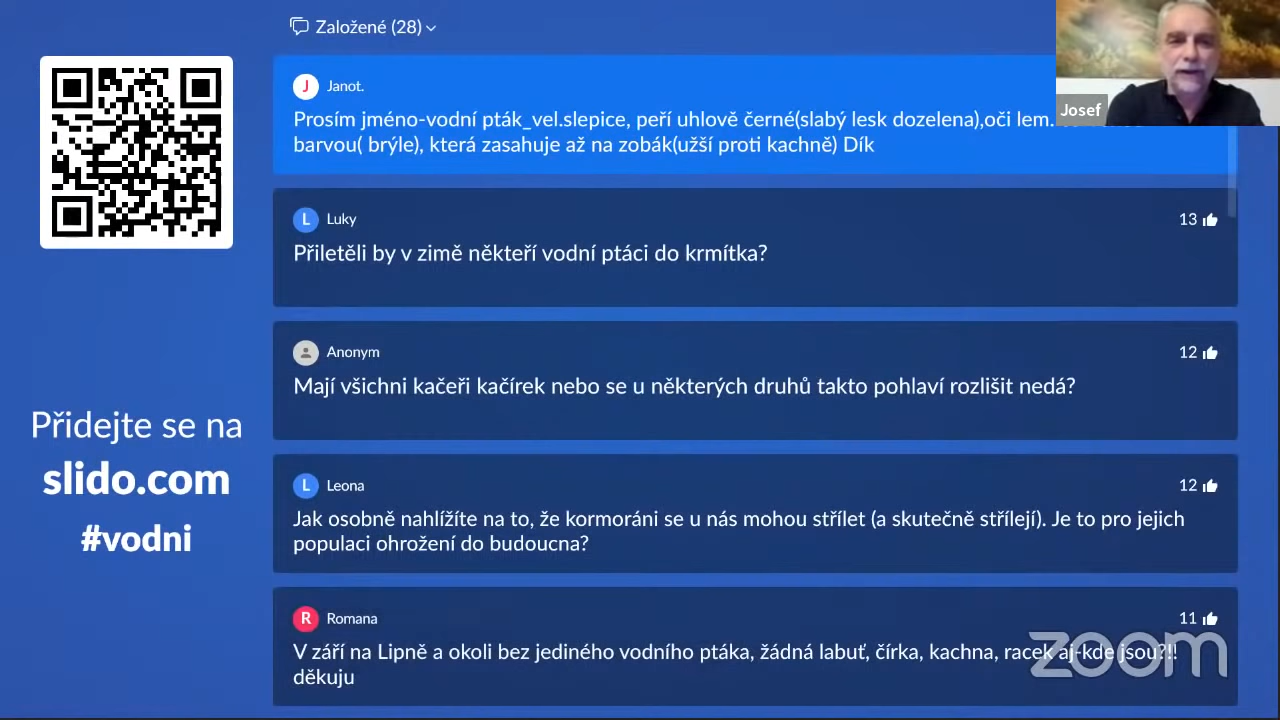 Založené (28)
Josef
J Janot.
Prosím jméno-vodní pták_vel.slepice, peří uhlově černé(slabý lesk dozelena),oči lem.
barvou( brýle), která zasahuje až na zobák(užší proti kachně) Dík
L Luky
13
Přiletěli by v zimě někteří vodní ptáci do krmítka?
Anonym
12
Mají všichni kačeři kačírek nebo se u některých druhů takto pohlaví rozlišit nedá?
L Leona
12
Jak osobně nahlížíte na to, že kormoráni se u nás mohou střílet (a skutečně střílejí). Je to pro jejich
populaci ohrožení do budoucna?
R Romana
11
V září na Lipně a okoli bez jediného vodního ptáka, žádná labuť, čírka, kachna, racek aj-kde jsou?!!
děkuju
Přidejte se na
slido.com
#vodni
zoom